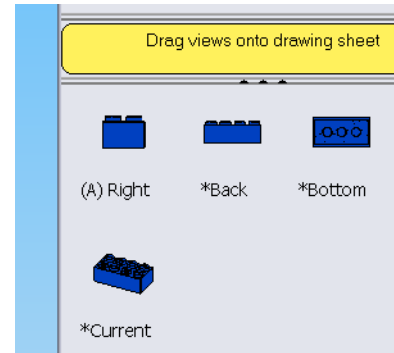 Drag views onto drawing sheet
(A) Right *Back *Bottom
*Current